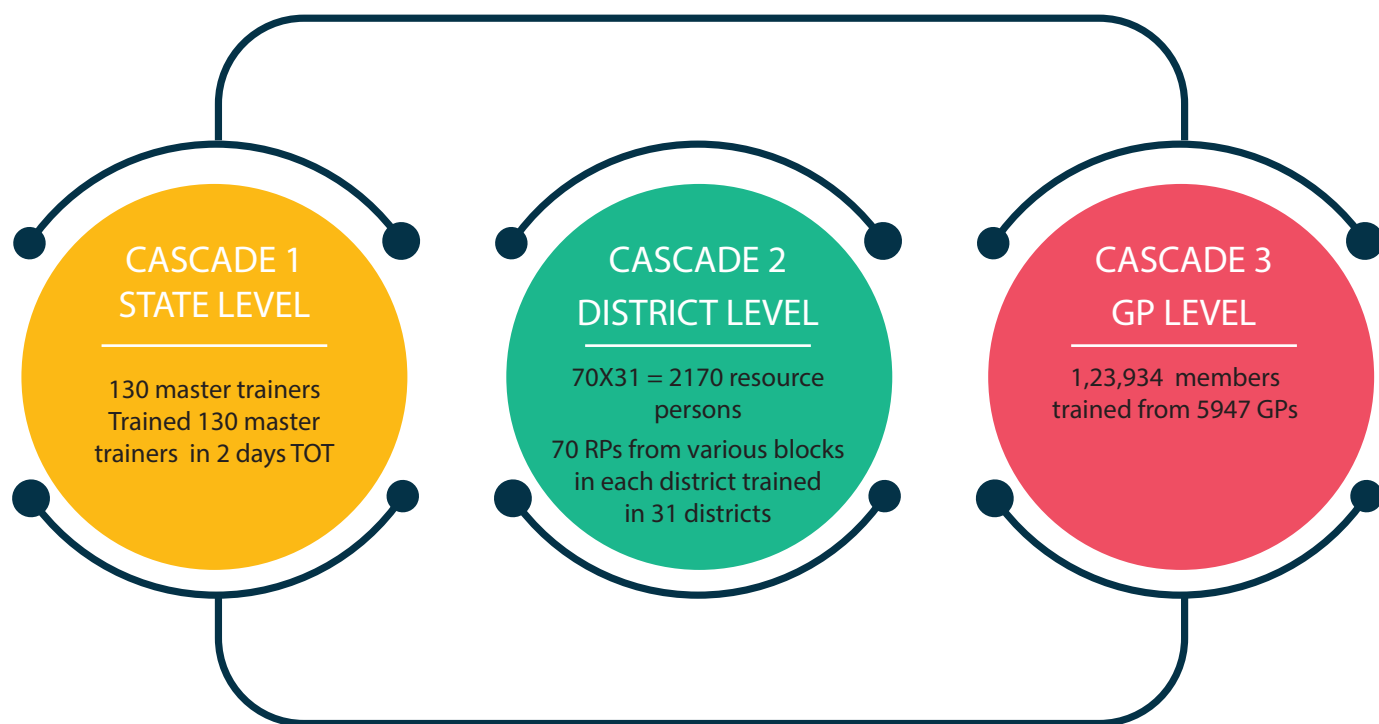 CASCADE 1
STATE LEVEL
130 master trainers
Trained 130 master
trainers in 2 days TOT
CASCADE 2
DISTRICT LEVEL
70X31 = 2170 resource
persons
70 RPs from various blocks
in each district trained
in 31 districts
CASCADE 3
GP LEVEL
1,23,934 members
trained from 5947 GPs